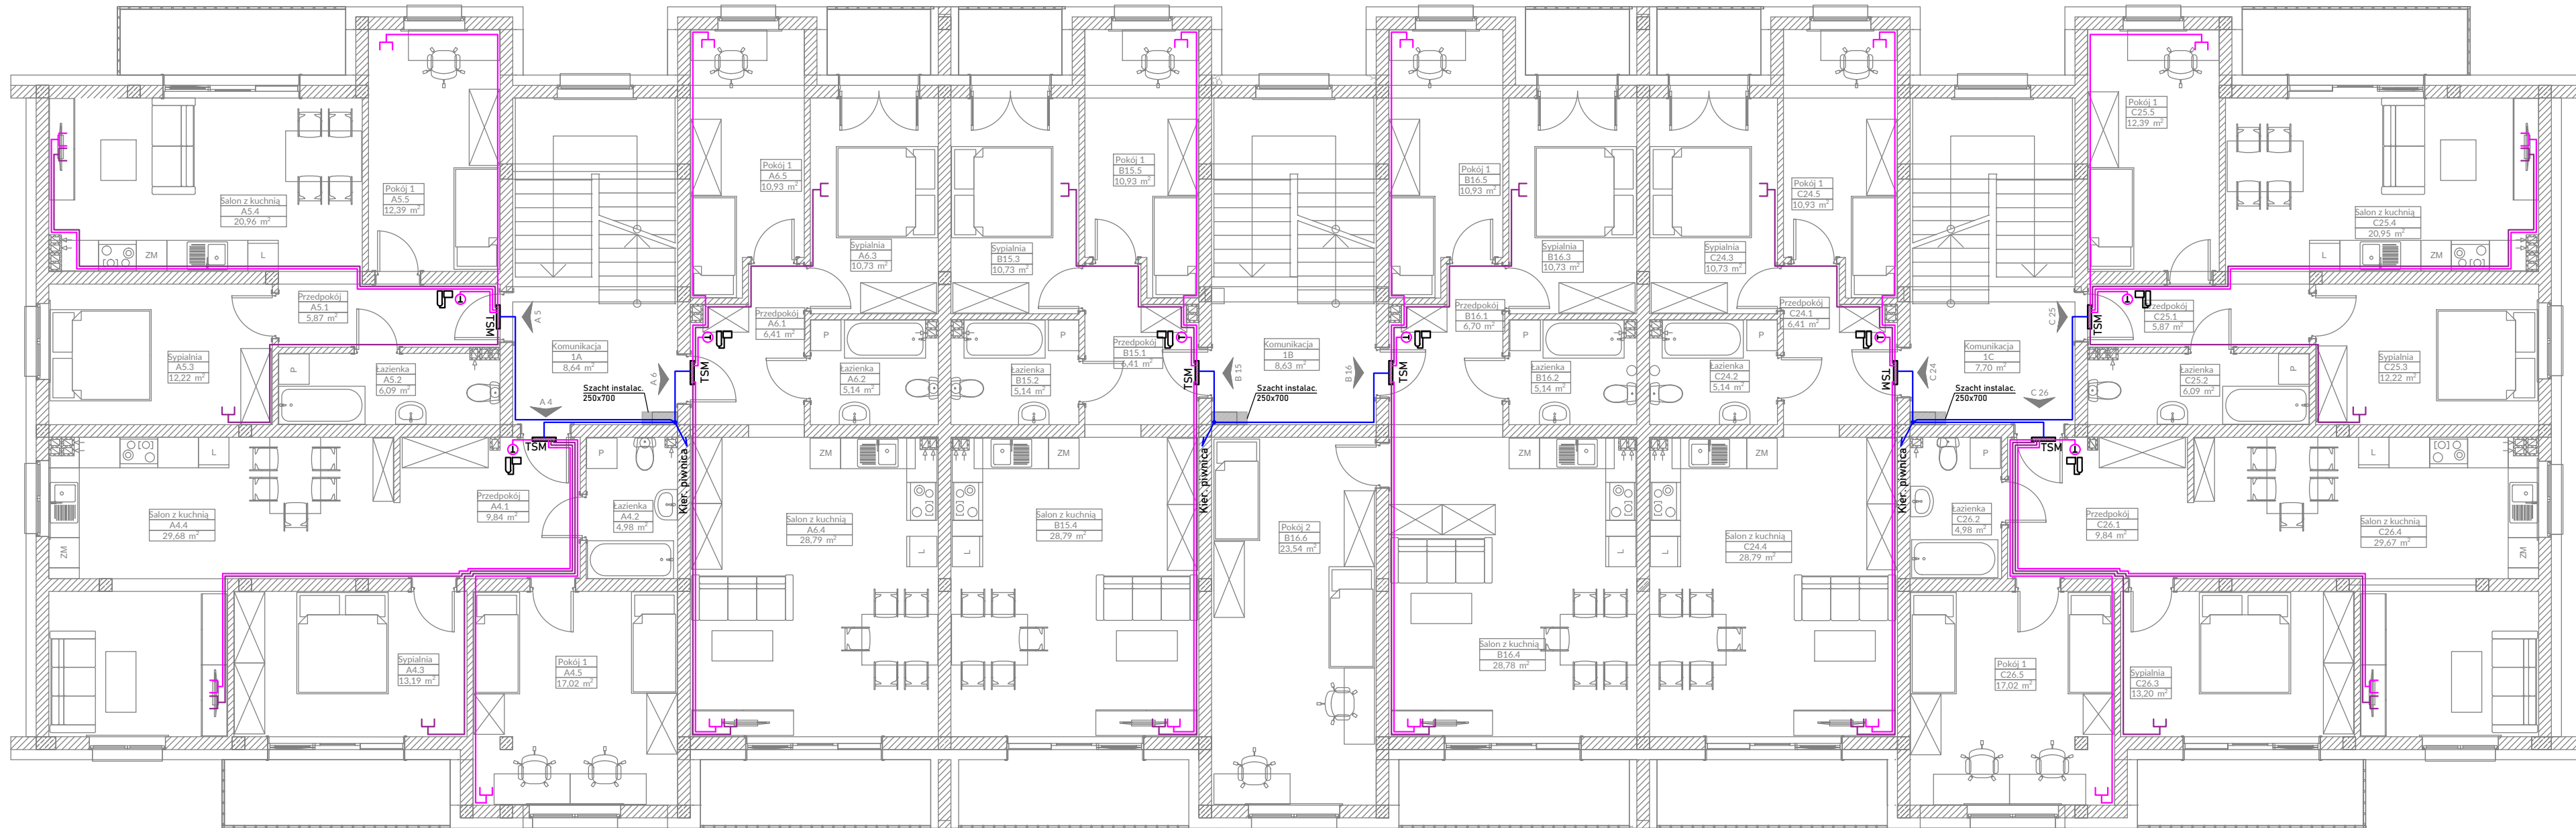 Salon z kuchnią
A5.4
20,96 m²
Pokój 1
A5.5
12,39 m²
ZM
L
Przedpokój
A5.1
5,87 m²
TSM
A 5
Sypialnia
A5.3
12,22 m²
P
Łazienka
A5.2
6,09 m²
Komunikacja
1A
8,64 m²
Szacht instalac.
250x700
A 4
A 6
TSM
L
Salon z kuchnią
A4.4
29,68 m²
ZM
Przedpokój
A4.1
9,84 m²
P
Łazienka
A4.2
4,98 m²
Kier. piwnica
Sypialnia
A4.3
13,19 m²
Pokój 1
A4.5
17,02 m²
Pokój 1
A6.5
10,93 m²
Sypialnia
A6.3
10,73 m²
Przedpokój
A6.1
6,41 m²
TSM
P
Łazienka
A6.2
5,14 m²
ZM
L
Salon z kuchnią
A6.4
28,79 m²
Pokój 1
B15.5
10,93 m²
Sypialnia
B15.3
10,73 m²
P
Przedpokój
B15.1
6,41 m²
Łazienka
B15.2
5,14 m²
TSM
B 15
ZM
L
Salon z kuchnią
B15.4
28,79 m²
Komunikacja
1B
8,63 m²
B 16
Szacht instalac.
250x700
Kier. piwnica
Pokój 2
B16.6
23,54 m²
Pokój 1
B16.5
10,93 m²
Sypialnia
B16.3
10,73 m²
Przedpokój
B16.1
6,70 m²
TSM
P
Łazienka
B16.2
5,14 m²
ZM
L
Salon z kuchnią
B16.4
28,78 m²
Pokój 1
C24.5
10,93 m²
Sypialnia
C24.3
10,73 m²
Przedpokój
C24.1
6,41 m²
P
Łazienka
C24.2
5,14 m²
TSM
C 24
ZM
L
Salon z kuchnią
C24.4
28,79 m²
Komunikacja
1C
7,70 m²
C 25
C 26
Szacht instalac.
250x700
Kier. piwnica
Pokój 1
C25.5
12,39 m²
Salon z kuchnią
C25.4
20,95 m²
L
ZM
Przedpokój
C25.1
5,87 m²
TSM
Łazienka
C25.2
6,09 m²
P
Sypialnia
C25.3
12,22 m²
TSM
P
Łazienka
C26.2
4,98 m²
Przedpokój
C26.1
9,84 m²
L
Salon z kuchnią
C26.4
29,67 m²
ZM
Pokój 1
C26.5
17,02 m²
Sypialnia
C26.3
13,20 m²